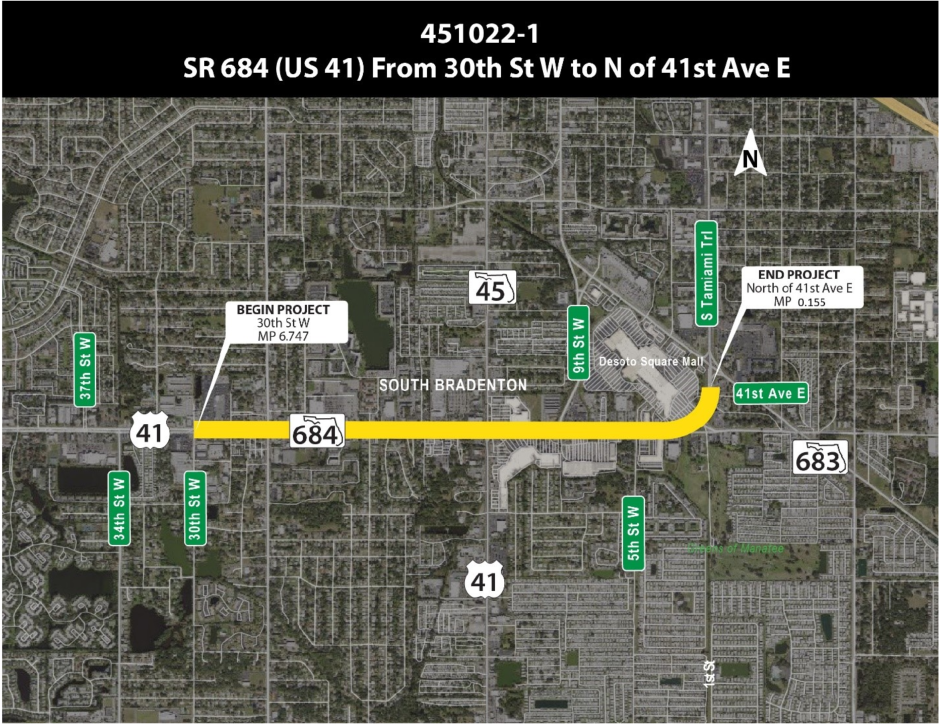 451022-1
SR 684 (US 41) From 30th St W to N of 41st Ave E
N
S Tamiami Trl
45
END PROJECT
North of 41st Ave E
MP 0.155
BEGIN PROJECT
30th St W
MP 6.747
9th St W
37th St W
Desoto Square Mall
SOUTH BRADENTON
41st Ave E
41
684
683
34th St W
30th St W
5th St W
of Manatee
41
1st St